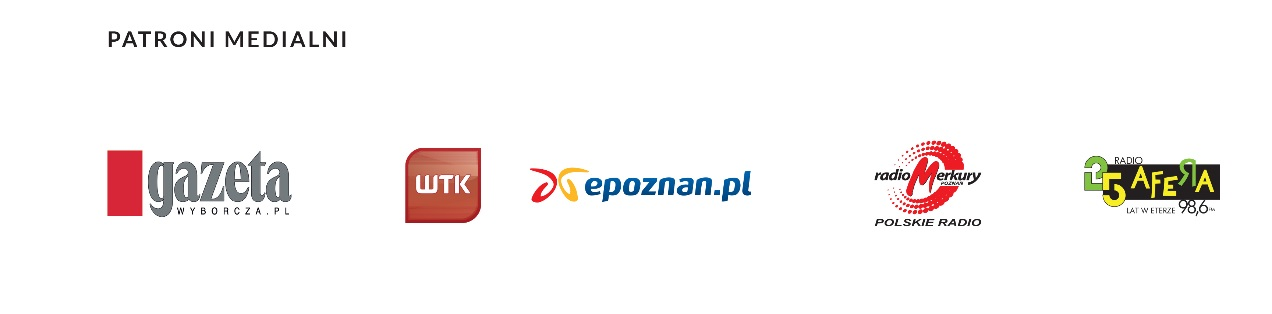 PATRONI MEDIALNI
gazeta
WYBORCZA.PL
WTK
epoznan.pl
radio Merkury
POZNAŃ
POLSKIE RADIO
25 RADIO
AFERA
LAT W ETERZE 98,6